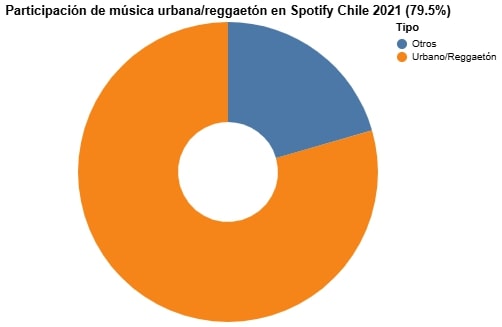 Participación de música urbana/reggaetón en Spotify Chile 2021 (79.5%)
Tipo
Otros
Urbano/Reggaetón